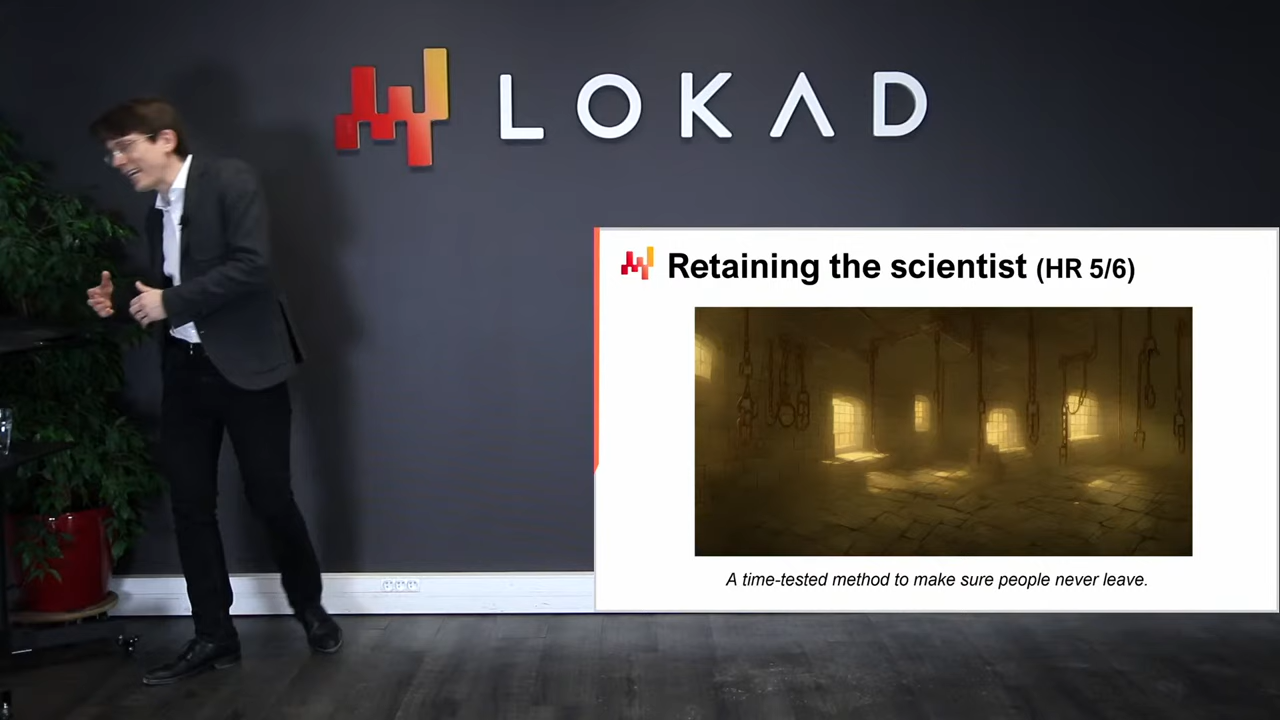 LOKAD
Retaining the scientist (HR 5/6)
A time-tested method to make sure people never leave.